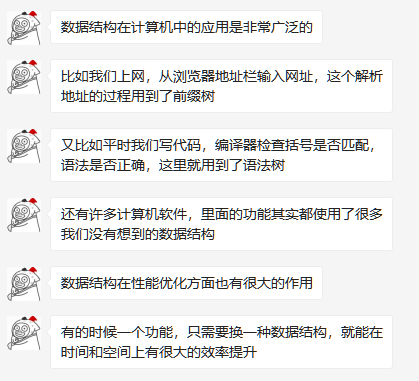 数据结构在计算机中的应用是非常广泛的
比如我们上网，从浏览器地址栏输入网址，这个解析
地址的过程用到了前缀树
又比如平时我们写代码，编译器检查括号是否匹配，
语法是否正确，这里就用到了语法树
还有许多计算机软件，里面的功能其实都使用了很多
我们没有想到的数据结构
数据结构在性能优化方面也有很大的作用
有的时候一个功能，只需要换一种数据结构，就能在
时间和空间上有很大的效率提升